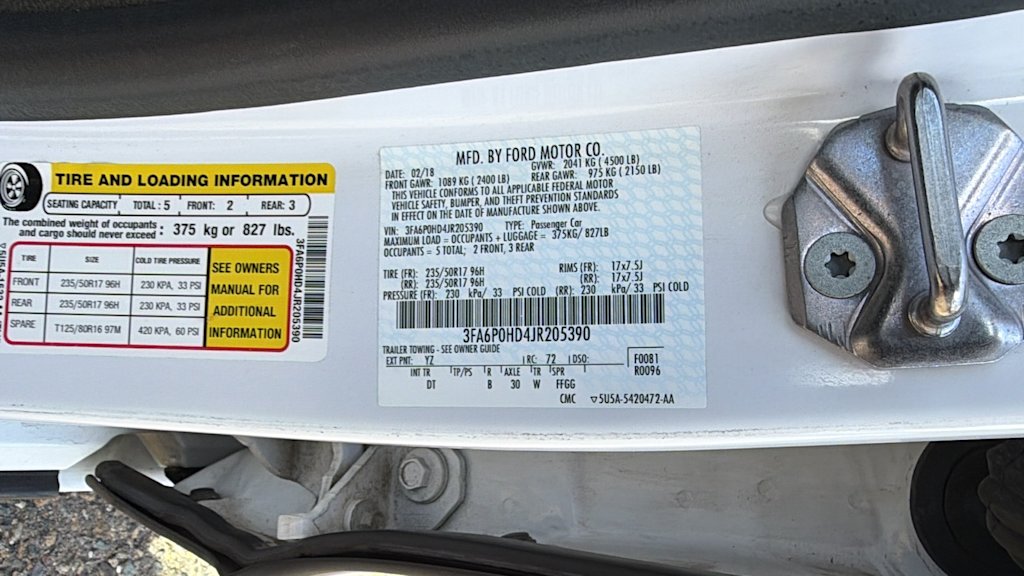 TIRE AND LOADING INFORMATION
SEATING CAPACITY TOTAL : 5 FRONT: 2 REAR: 3
The combined weight of occupants
and cargo should never exceed : 375 kg or 827 lbs.
TIRE SIZE COLD TIRE PRESSURE
FRONT 235/50R17 96H 230 KPA, 33 PSI
REAR 235/50R17 96H 230 KPA, 33 PSI
SPARE T125/80R16 97M 420 KPA, 60 PSI
SEE OWNERS
MANUAL FOR
ADDITIONAL
INFORMATION
3FA6P0HD4JR205390
MFD. BY FORD MOTOR CO.
DATE: 02/18 GVWR: 2041 KG ( 4500 LB)
FRONT GAWR: 1089 KG ( 2400 LB) REAR GAWR: 975 KG ( 2150 LB)
THIS VEHICLE CONFORMS TO ALL APPLICABLE FEDERAL MOTOR
VEHICLE SAFETY, BUMPER, AND THEFT PREVENTION STANDARDS
IN EFFECT ON THE DATE OF MANUFACTURE SHOWN ABOVE.
VIN: 3FA6P0HD4JR205390 TYPE: Passenger Car
MAXIMUM LOAD = OCCUPANTS + LUGGAGE = 375KG/ 827LB
OCCUPANTS = 5 TOTAL; 2 FRONT, 3 REAR
TIRE (FR): 235/50R17 96H RIMS (FR): 17x7.5J
(RR): 235/50R17 96H (RR): 17x7.5J
PRESSURE (FR): 230 kPa/ 33 PSI COLD (RR): 230 kPa/ 33 PSI COLD
3FA6P0HD4JR205390
TRAILER TOWING - SEE OWNER GUIDE
EXT PNT: YZ RC: 72 DSO: F0081
INT TR TP/PS R AXLE TR SPR R0096
DT B 30 W FFGG
CMC ▽5U5A-5420472-AA